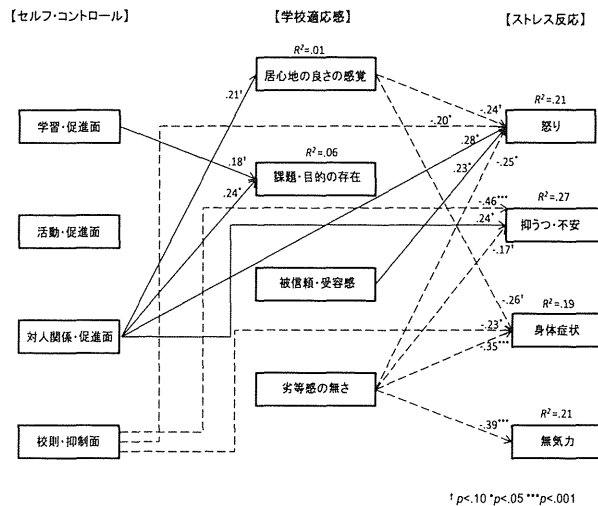 【セルフ・コントロール】 【学校適応感】 【ストレス反応】
R²=.01
居心地の良さの感覚
.21†
-.24†
R²=.21
-.20*
学習・促進面
怒り
.28*
R²=.06
.18†
-.25*
課題・目的の存在
.23*
.24*
R²=.27
-.46***
活動・促進面
.24*
抑うつ・不安
-.17†
被信頼・受容感
-.26†
R²=.19
対人関係・促進面
-.23*
身体症状
-.35***
劣等感の無さ
R²=.21
-.39***
校則・抑制面
無気力
† p<.10 *p<.05 ***p<.001